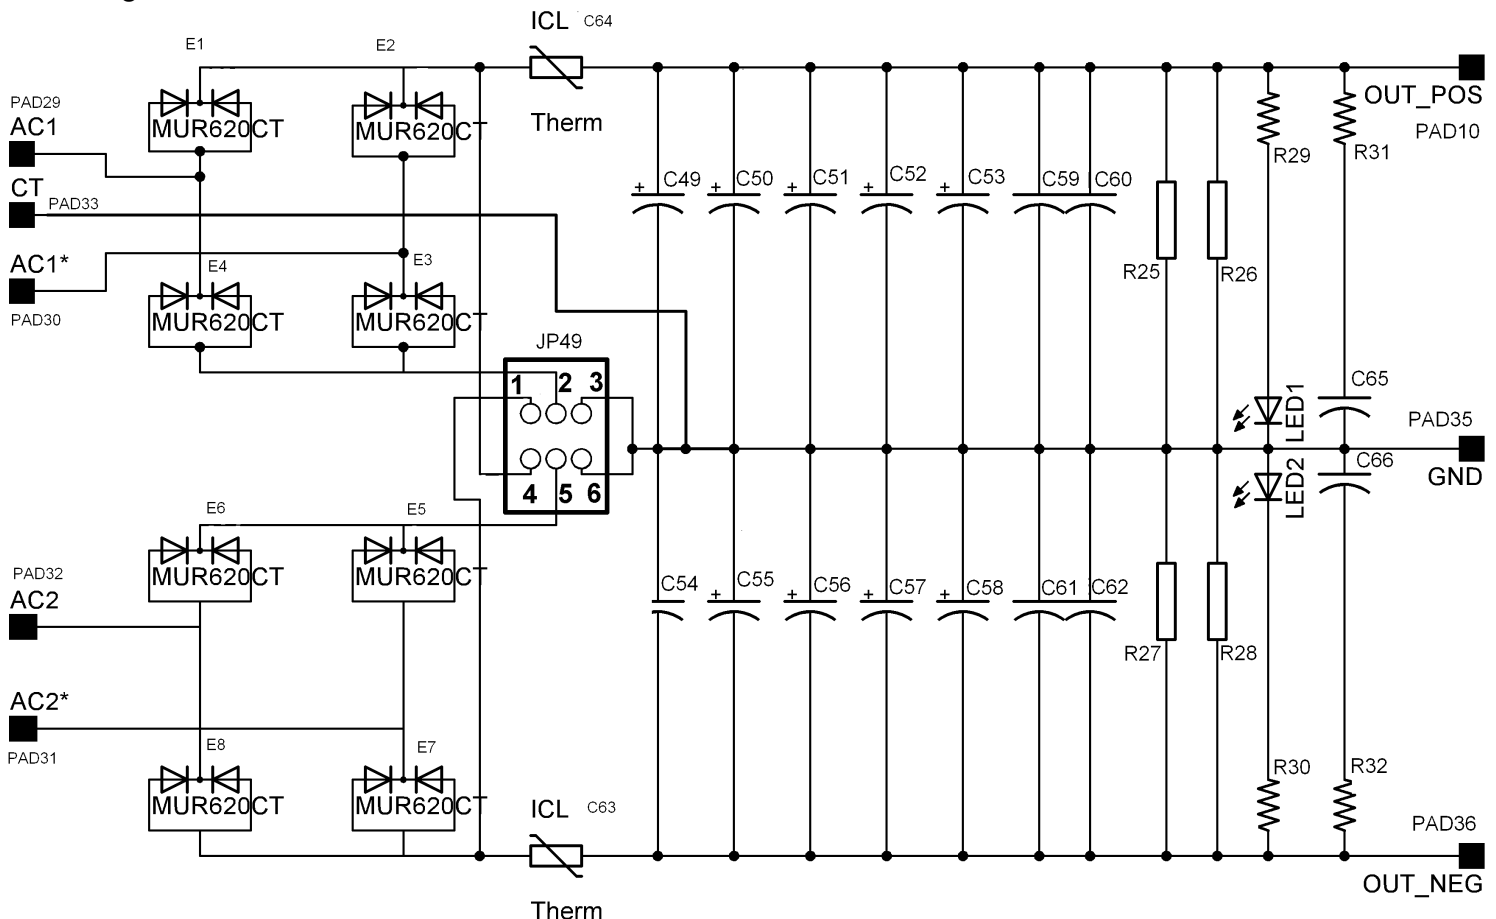 ICL C64
E1
E2
PAD29
AC1
MUR620CT
MUR620CT
Therm
OUT_POS
PAD10
R29
R31
CT
PAD33
C49
C50
C51
C52
C53
C59
C60
+
+
+
+
+
AC1*
E4
E3
R25
R26
PAD30
MUR620CT
MUR620CT
JP49
1 2 3
4 5 6
LED1
C65
PAD35
GND
LED2
C66
E6
E5
MUR620CT
MUR620CT
PAD32
AC2
C54
C55
C56
C57
C58
C61
C62
+
+
+
+
R27
R28
AC2*
PAD31
E8
E7
MUR620CT
MUR620CT
ICL C63
R30
R32
PAD36
OUT_NEG
Therm